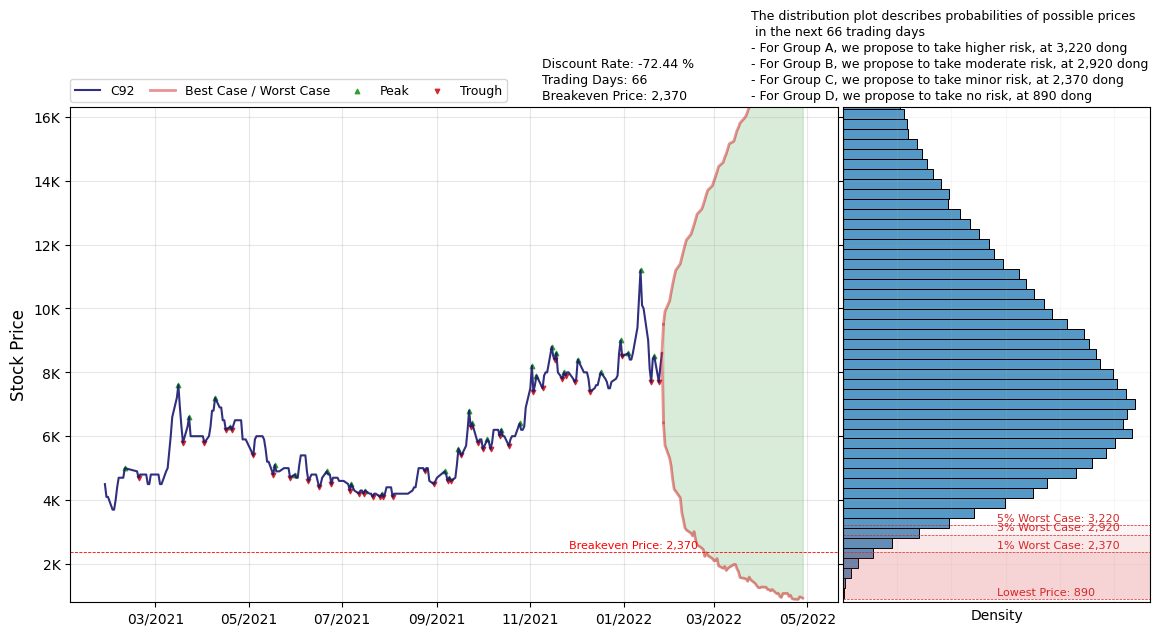 The distribution plot describes probabilities of possible prices
in the next 66 trading days
- For Group A, we propose to take higher risk, at 3,220 dong
- For Group B, we propose to take moderate risk, at 2,920 dong
- For Group C, we propose to take minor risk, at 2,370 dong
- For Group D, we propose to take no risk, at 890 dong
Discount Rate: -72.44 %
Trading Days: 66
Breakeven Price: 2,370
C92
Best Case / Worst Case
Peak
Trough
Stock Price
16K
14K
12K
10K
8K
6K
4K
2K
Breakeven Price: 2,370
03/2021
05/2021
07/2021
09/2021
11/2021
01/2022
03/2022
05/2022
5% Worst Case: 3,220
3% Worst Case: 2,920
1% Worst Case: 2,370
Lowest Price: 890
Density